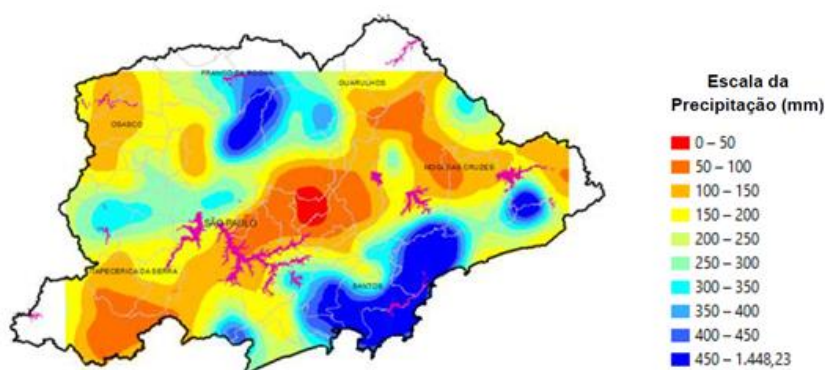 FRANCO DA ROCHA
GUARULHOS
OSASCO
MOGI DAS CRUZES
SÃO PAULO
ITAPECERICA DA SERRA
SANTOS
Escala da
Precipitação (mm)
0 – 50
50 – 100
100 – 150
150 – 200
200 – 250
250 – 300
300 – 350
350 – 400
400 – 450
450 – 1.448,23